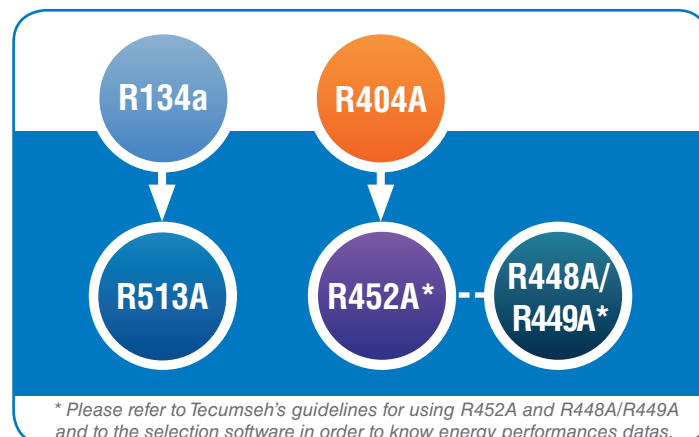 R134a
R404A
R513A
R452A*
R448A/
R449A*
* Please refer to Tecumseh's guidelines for using R452A and R448A/R449A
and to the selection software in order to know energy performances datas.